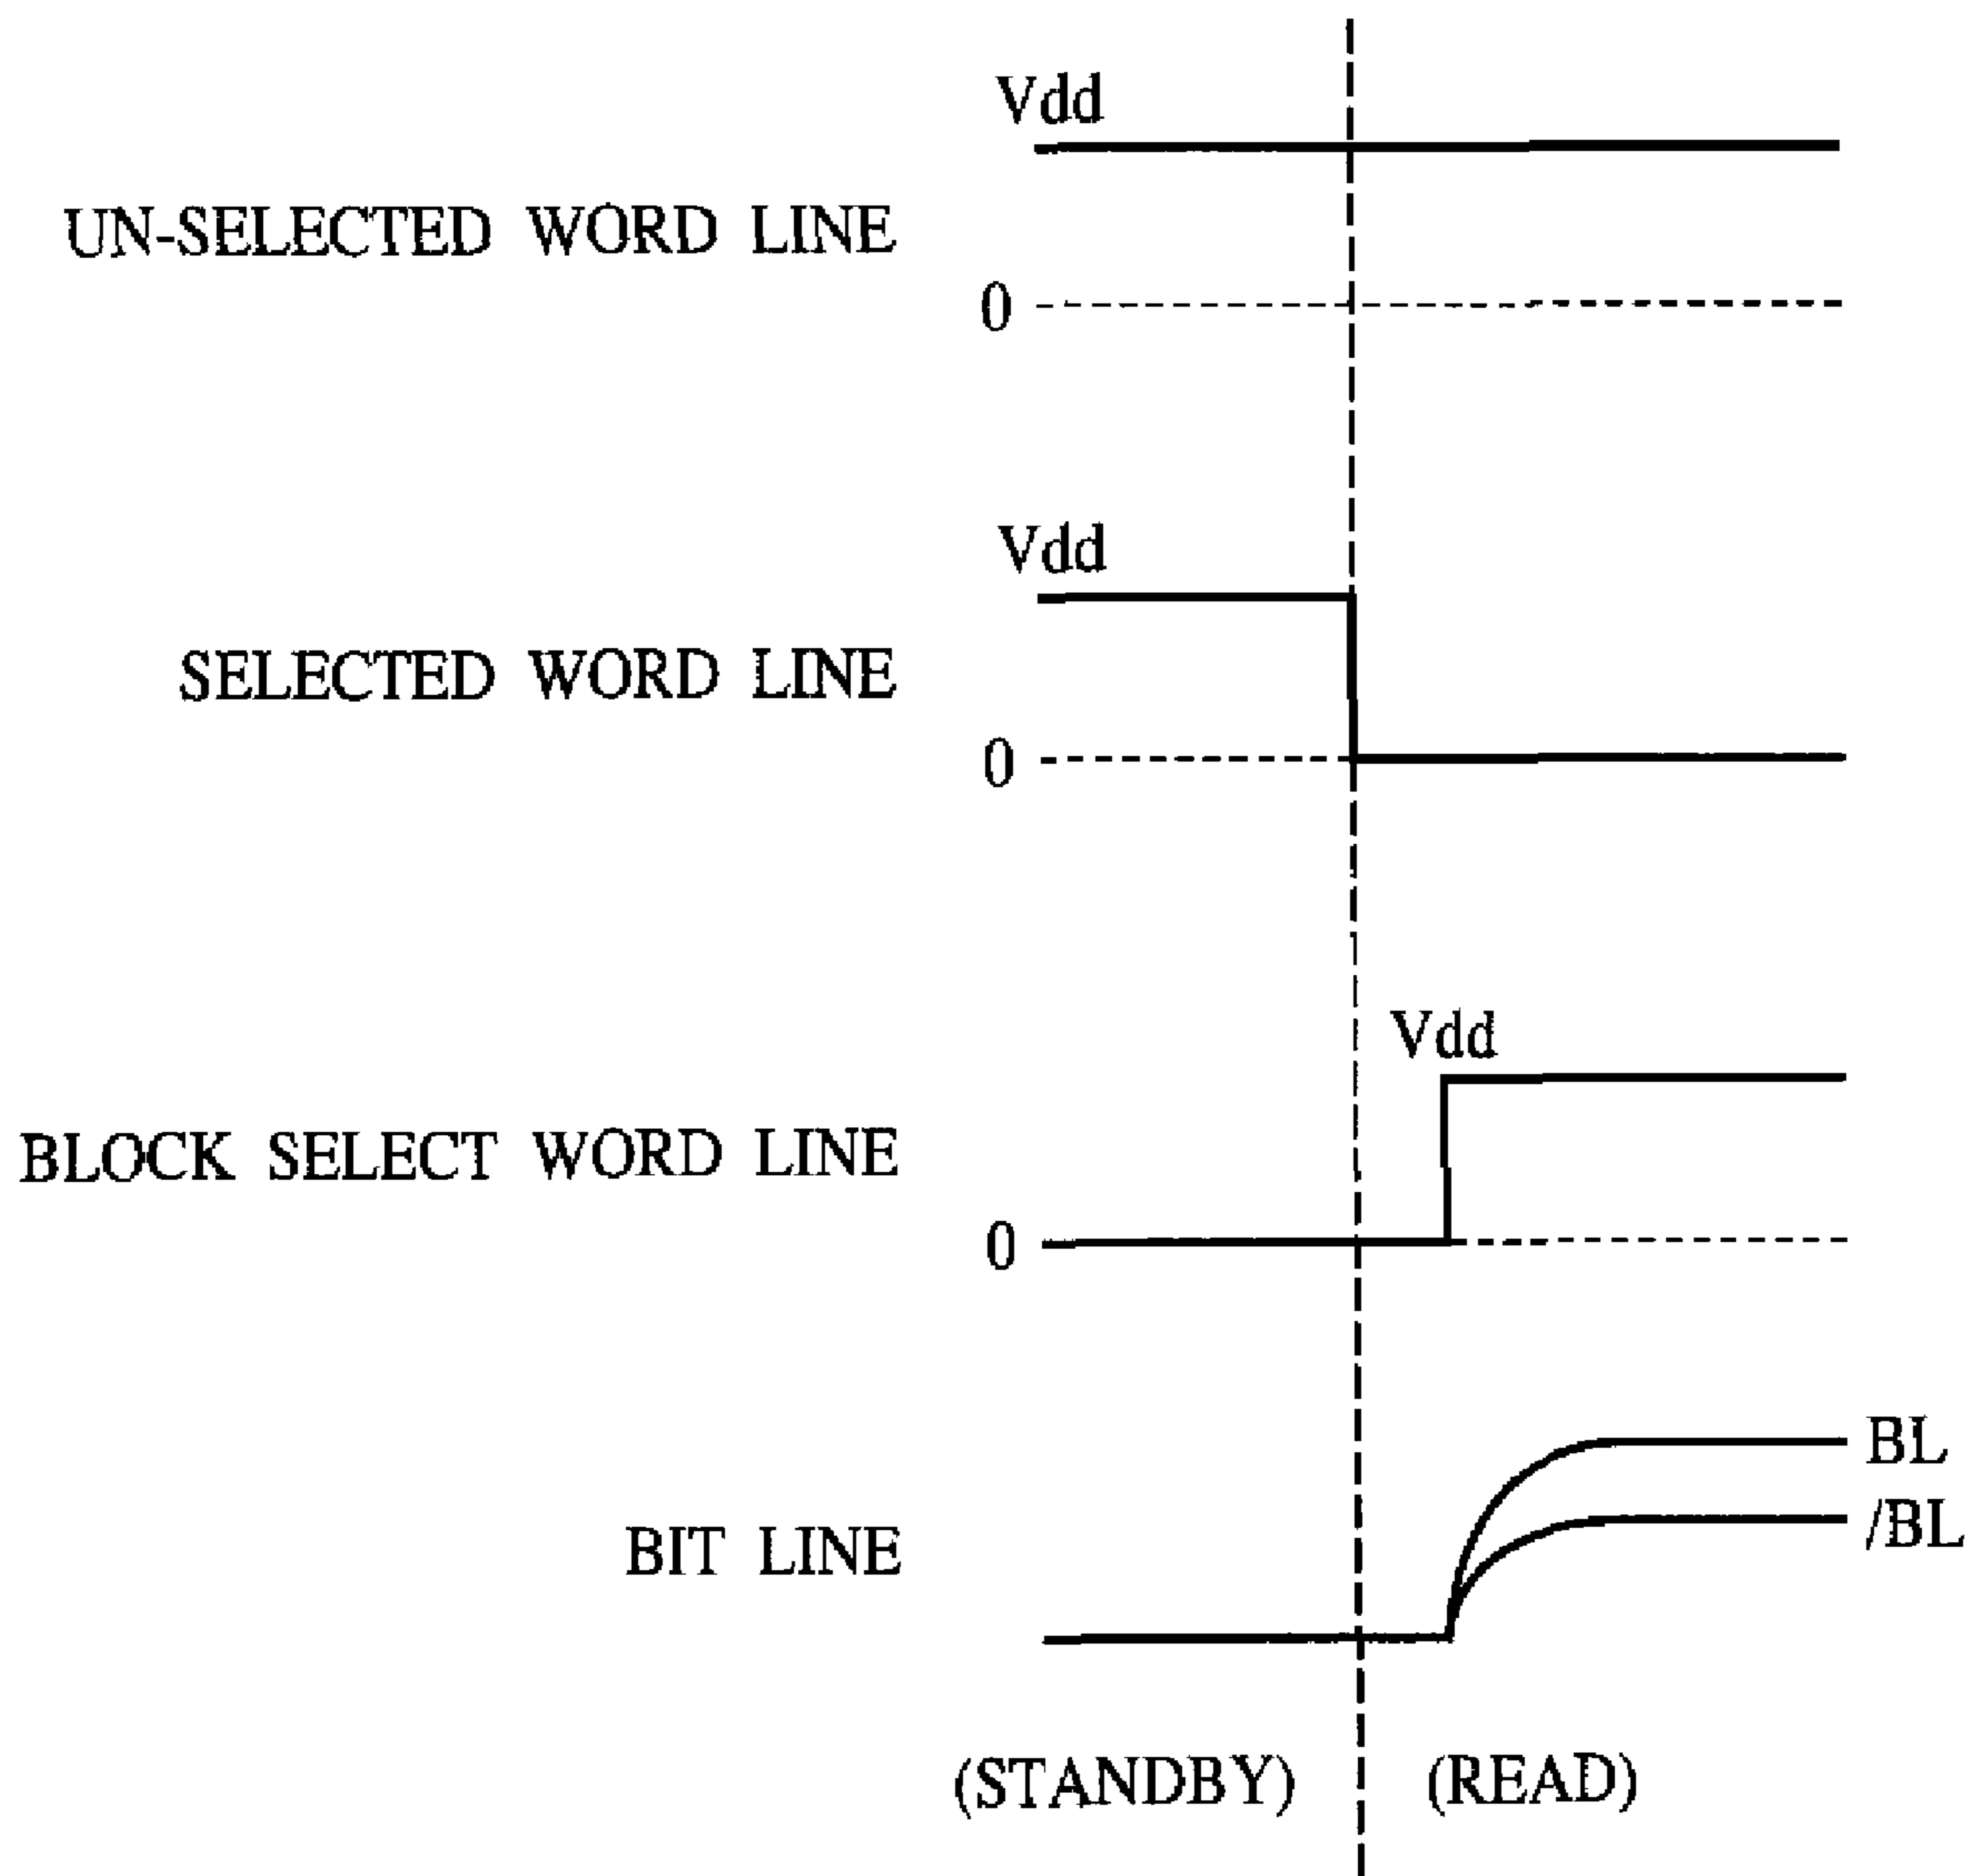 Vdd
UN-SELECTED WORD LINE
0
Vdd
SELECTED WORD LINE
0
Vdd
BLOCK SELECT WORD LINE
0
BL
/BL
BIT LINE
(STANDBY) (READ)